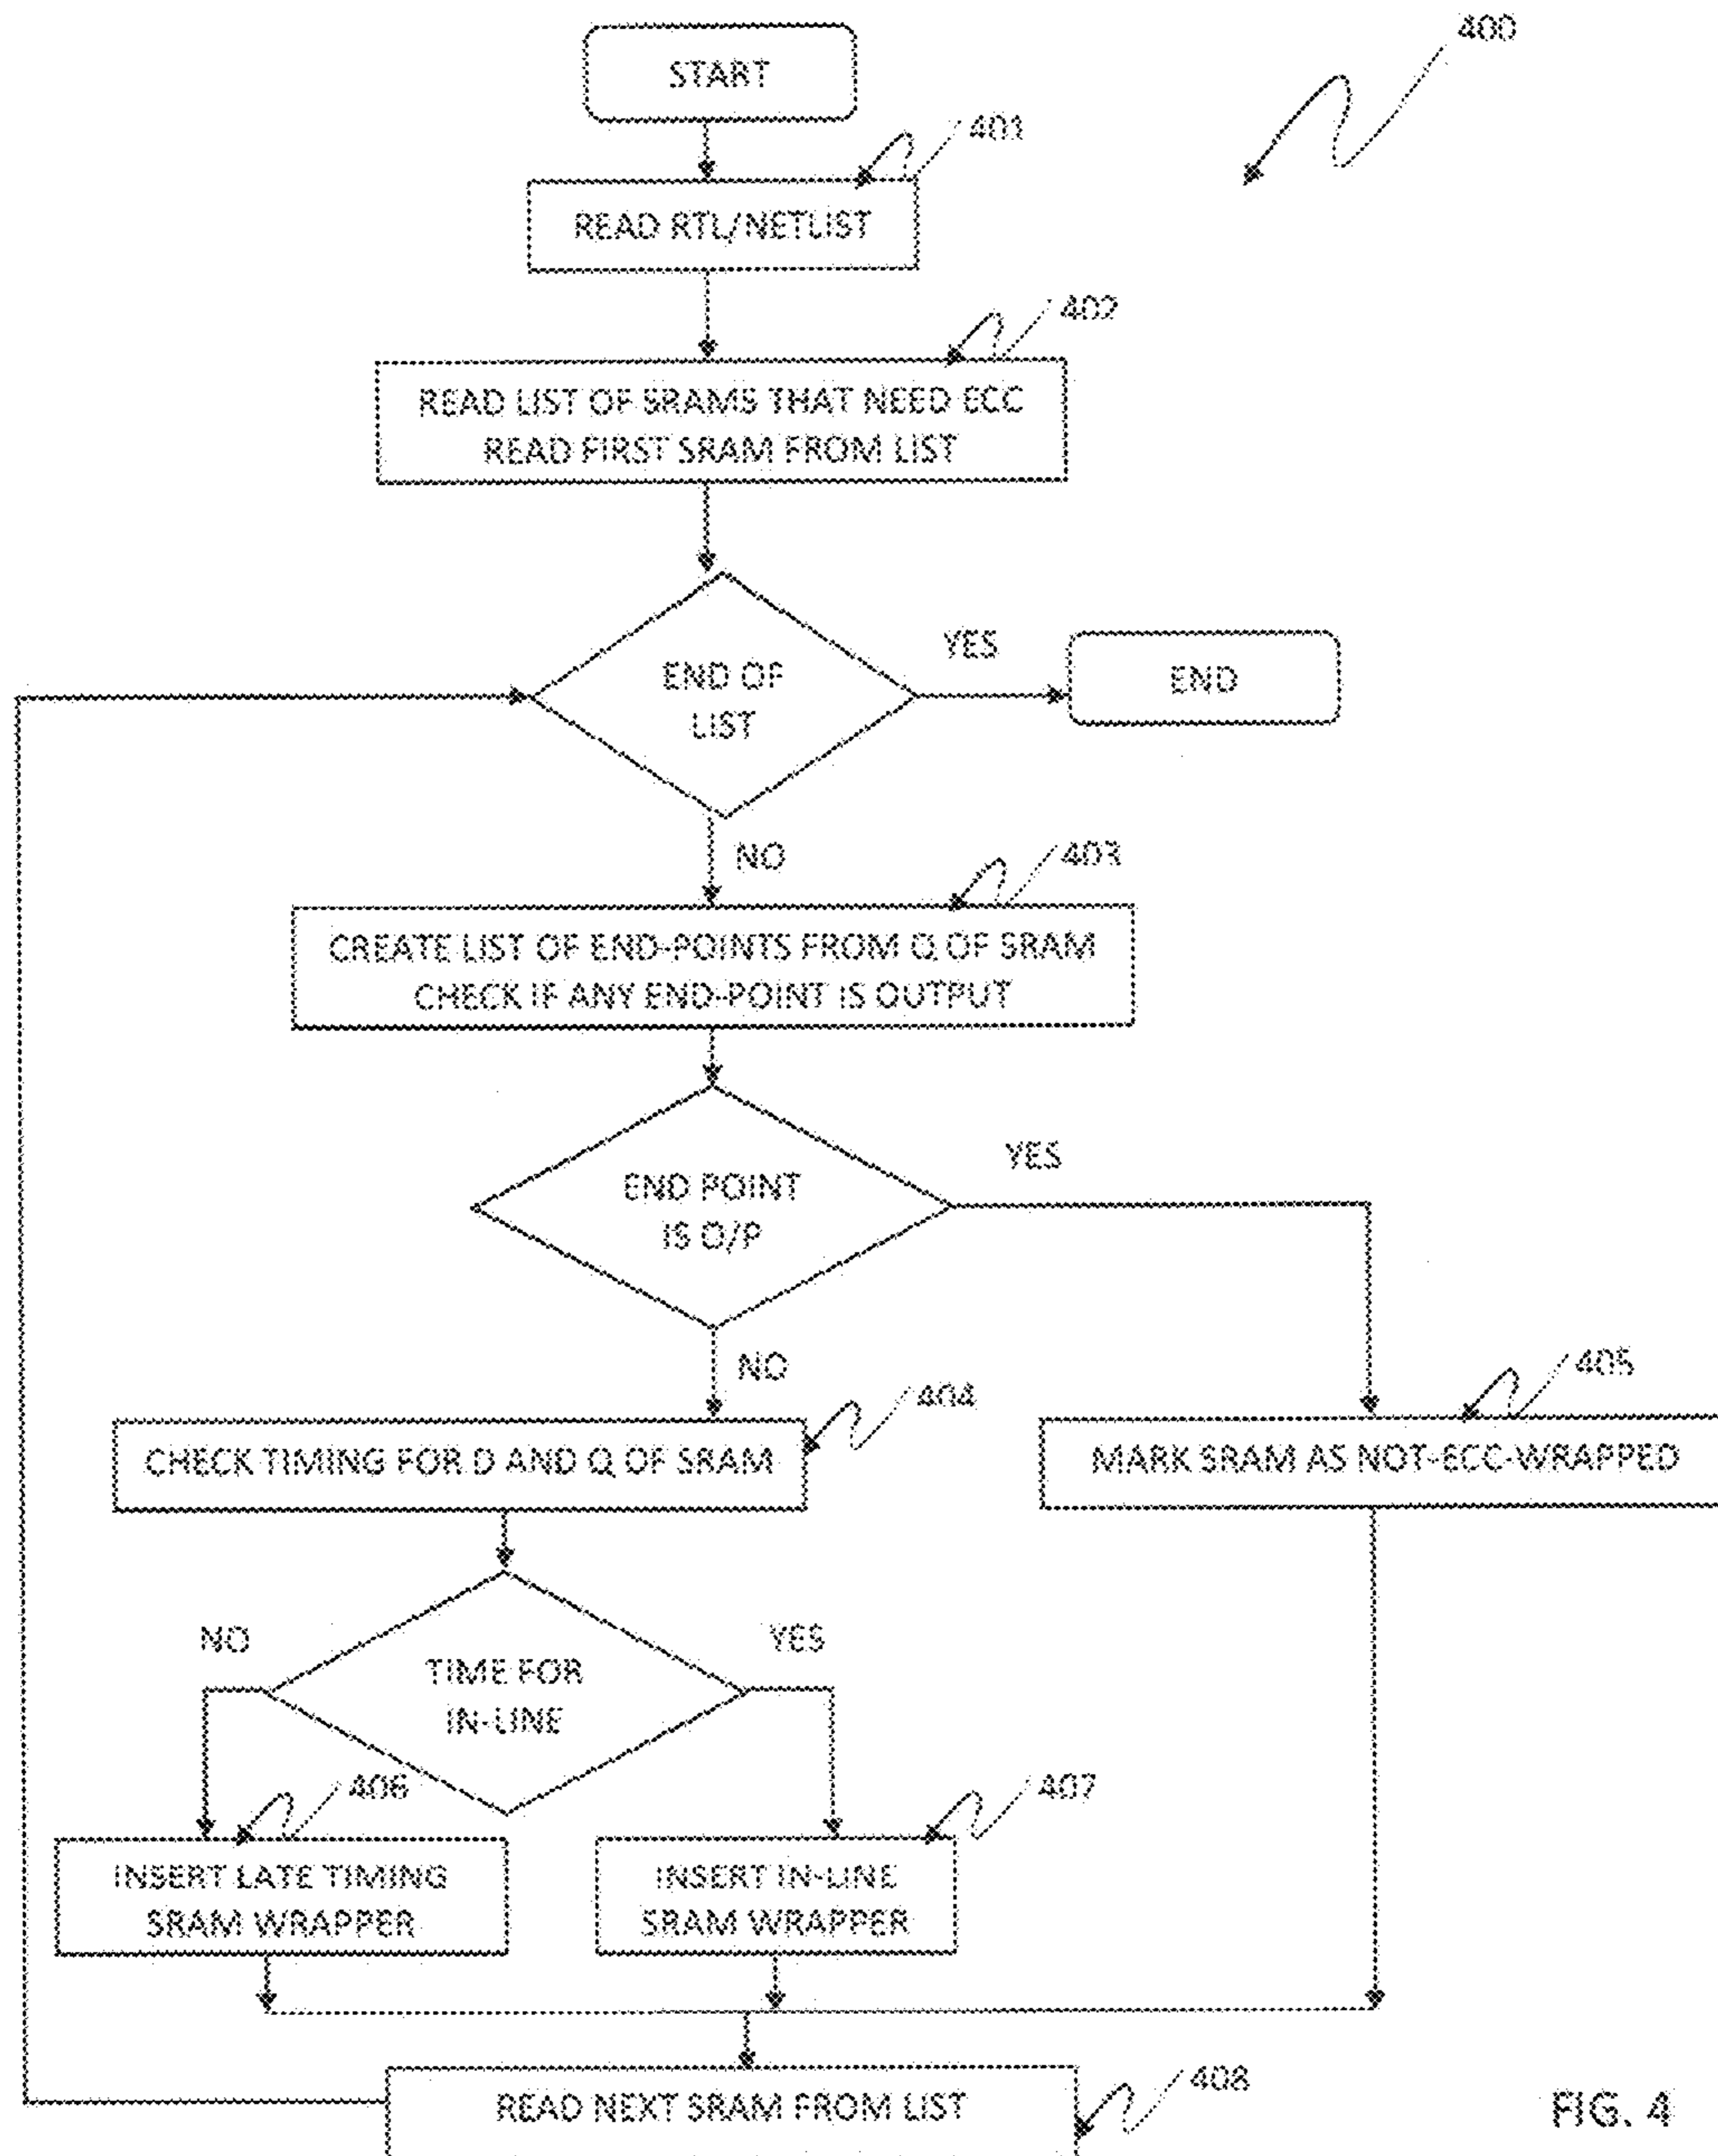 400
START
401
READ RTL/NETLIST
402
READ LIST OF SRAMS THAT NEED ECC
READ FIRST SRAM FROM LIST
END OF
LIST
YES
END
NO
403
CREATE LIST OF END-POINTS FROM Q OF SRAM
CHECK IF ANY END-POINT IS OUTPUT
END POINT
IS O/P
YES
NO
404
CHECK TIMING FOR D AND Q OF SRAM
405
MARK SRAM AS NOT-ECC-WRAPPED
NO
TIME FOR
IN-LINE
YES
406
INSERT LATE TIMING
SRAM WRAPPER
407
INSERT IN-LINE
SRAM WRAPPER
408
READ NEXT SRAM FROM LIST
FIG. 4